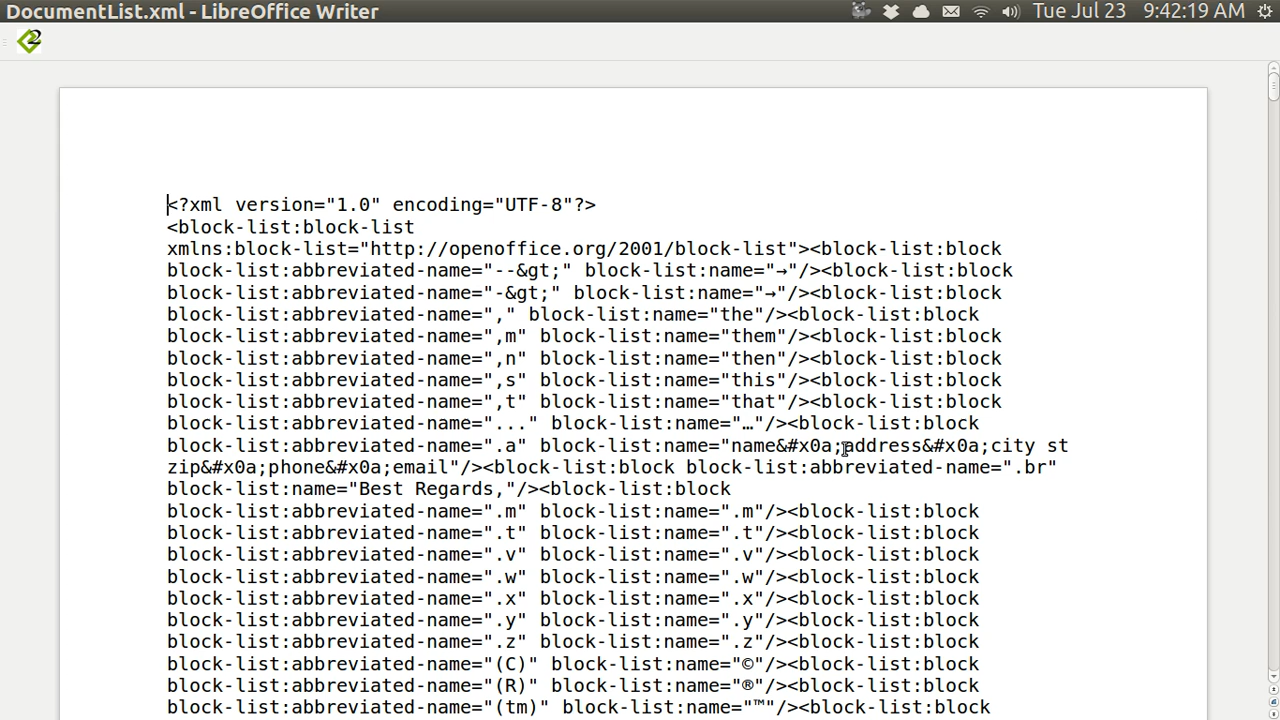 DocumentList.xml - LibreOffice Writer
Tue Jul 23 9:42:19 AM
2
<?xml version="1.0" encoding="UTF-8"?>
<block-list:block-list
xmlns:block-list="http://openoffice.org/2001/block-list"><block-list:block
block-list:abbreviated-name="--&gt;" block-list:name="→"/><block-list:block
block-list:abbreviated-name="-&gt;" block-list:name="→"/><block-list:block
block-list:abbreviated-name="," block-list:name="the"/><block-list:block
block-list:abbreviated-name=",m" block-list:name="them"/><block-list:block
block-list:abbreviated-name=",n" block-list:name="then"/><block-list:block
block-list:abbreviated-name=",s" block-list:name="this"/><block-list:block
block-list:abbreviated-name=",t" block-list:name="that"/><block-list:block
block-list:abbreviated-name="..." block-list:name="…"/><block-list:block
block-list:abbreviated-name=".a" block-list:name="name&#x0a;address&#x0a;city st
zip&#x0a;phone&#x0a;email"/><block-list:block block-list:abbreviated-name=".br"
block-list:name="Best Regards,"/><block-list:block
block-list:abbreviated-name=".m" block-list:name=".m"/><block-list:block
block-list:abbreviated-name=".t" block-list:name=".t"/><block-list:block
block-list:abbreviated-name=".v" block-list:name=".v"/><block-list:block
block-list:abbreviated-name=".w" block-list:name=".w"/><block-list:block
block-list:abbreviated-name=".x" block-list:name=".x"/><block-list:block
block-list:abbreviated-name=".y" block-list:name=".y"/><block-list:block
block-list:abbreviated-name=".z" block-list:name=".z"/><block-list:block
block-list:abbreviated-name="(C)" block-list:name="©"/><block-list:block
block-list:abbreviated-name="(R)" block-list:name="®"/><block-list:block
block-list:abbreviated-name="(tm)" block-list:name="™"/><block-list:block